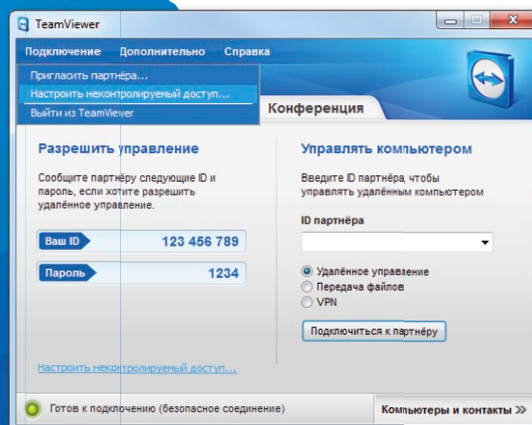 TeamViewer
Подключение Дополнительно Справка
Пригласить партнёра...
Настроить неконтролируемый доступ...
Выйти из TeamViewer
Конференция
Разрешить управление
Сообщите партнёру следующие ID и
пароль, если хотите разрешить
удалённое управление.
Ваш ID 123 456 789
Пароль 1234
Настроить неконтролируемый доступ...
Управлять компьютером
Введите ID партнёра, чтобы
управлять удалённым компьютером
ID партнёра
Удалённое управление
Передача файлов
VPN
Подключиться к партнёру
Готов к подключению (безопасное соединение)
Компьютеры и контакты >>